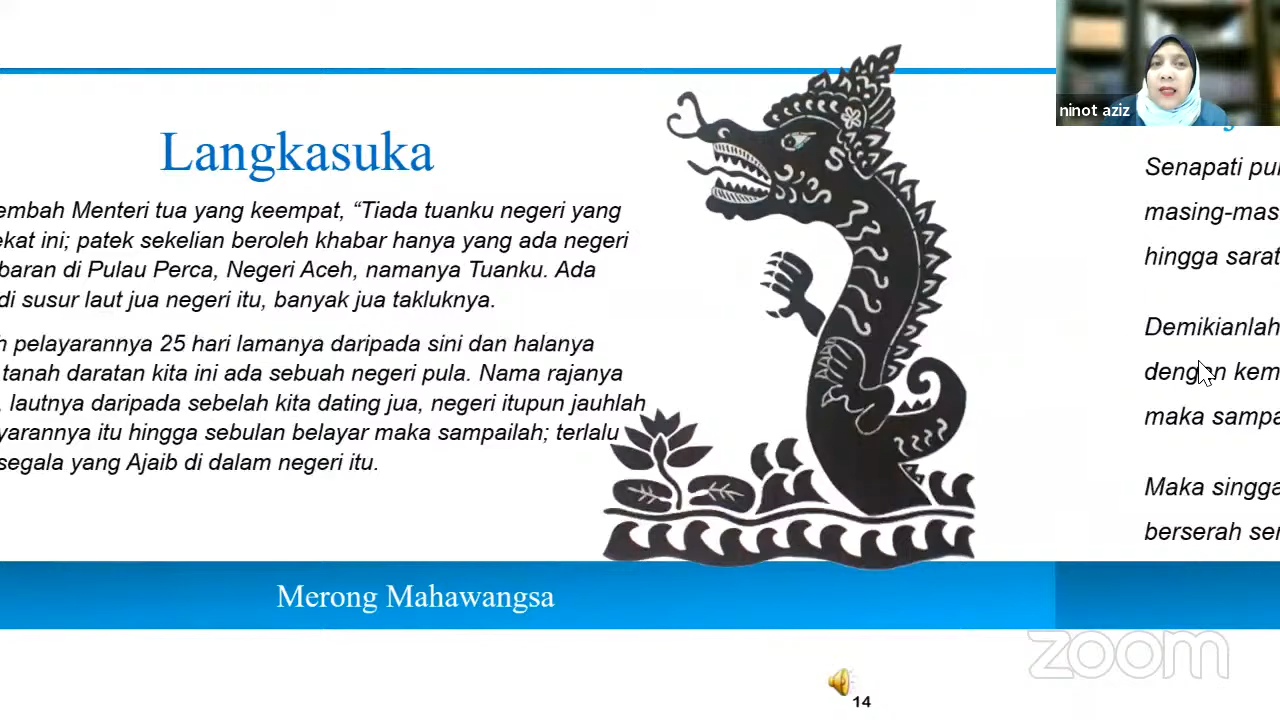 ninot aziz
Langkasuka
embah Menteri tua yang keempat, “Tiada tuanku negeri yang
ekat ini; patek sekelian beroleh khabar hanya yang ada negeri
baran di Pulau Perca, Negeri Aceh, namanya Tuanku. Ada
di susur laut jua negeri itu, banyak jua takluknya.
h pelayarannya 25 hari lamanya daripada sini dan halanya
tanah daratan kita ini ada sebuah negeri pula. Nama rajanya
, lautnya daripada sebelah kita dating jua, negeri itupun jauhlah
yarannya itu hingga sebulan belayar maka sampailah; terlalu
segala yang Ajaib di dalam negeri itu.
Merong Mahawangsa
Senapati pu
masing-mas
hingga sarat
Demikianlah
dengan kem
maka sampa
Maka singga
berserah se
zoom
14